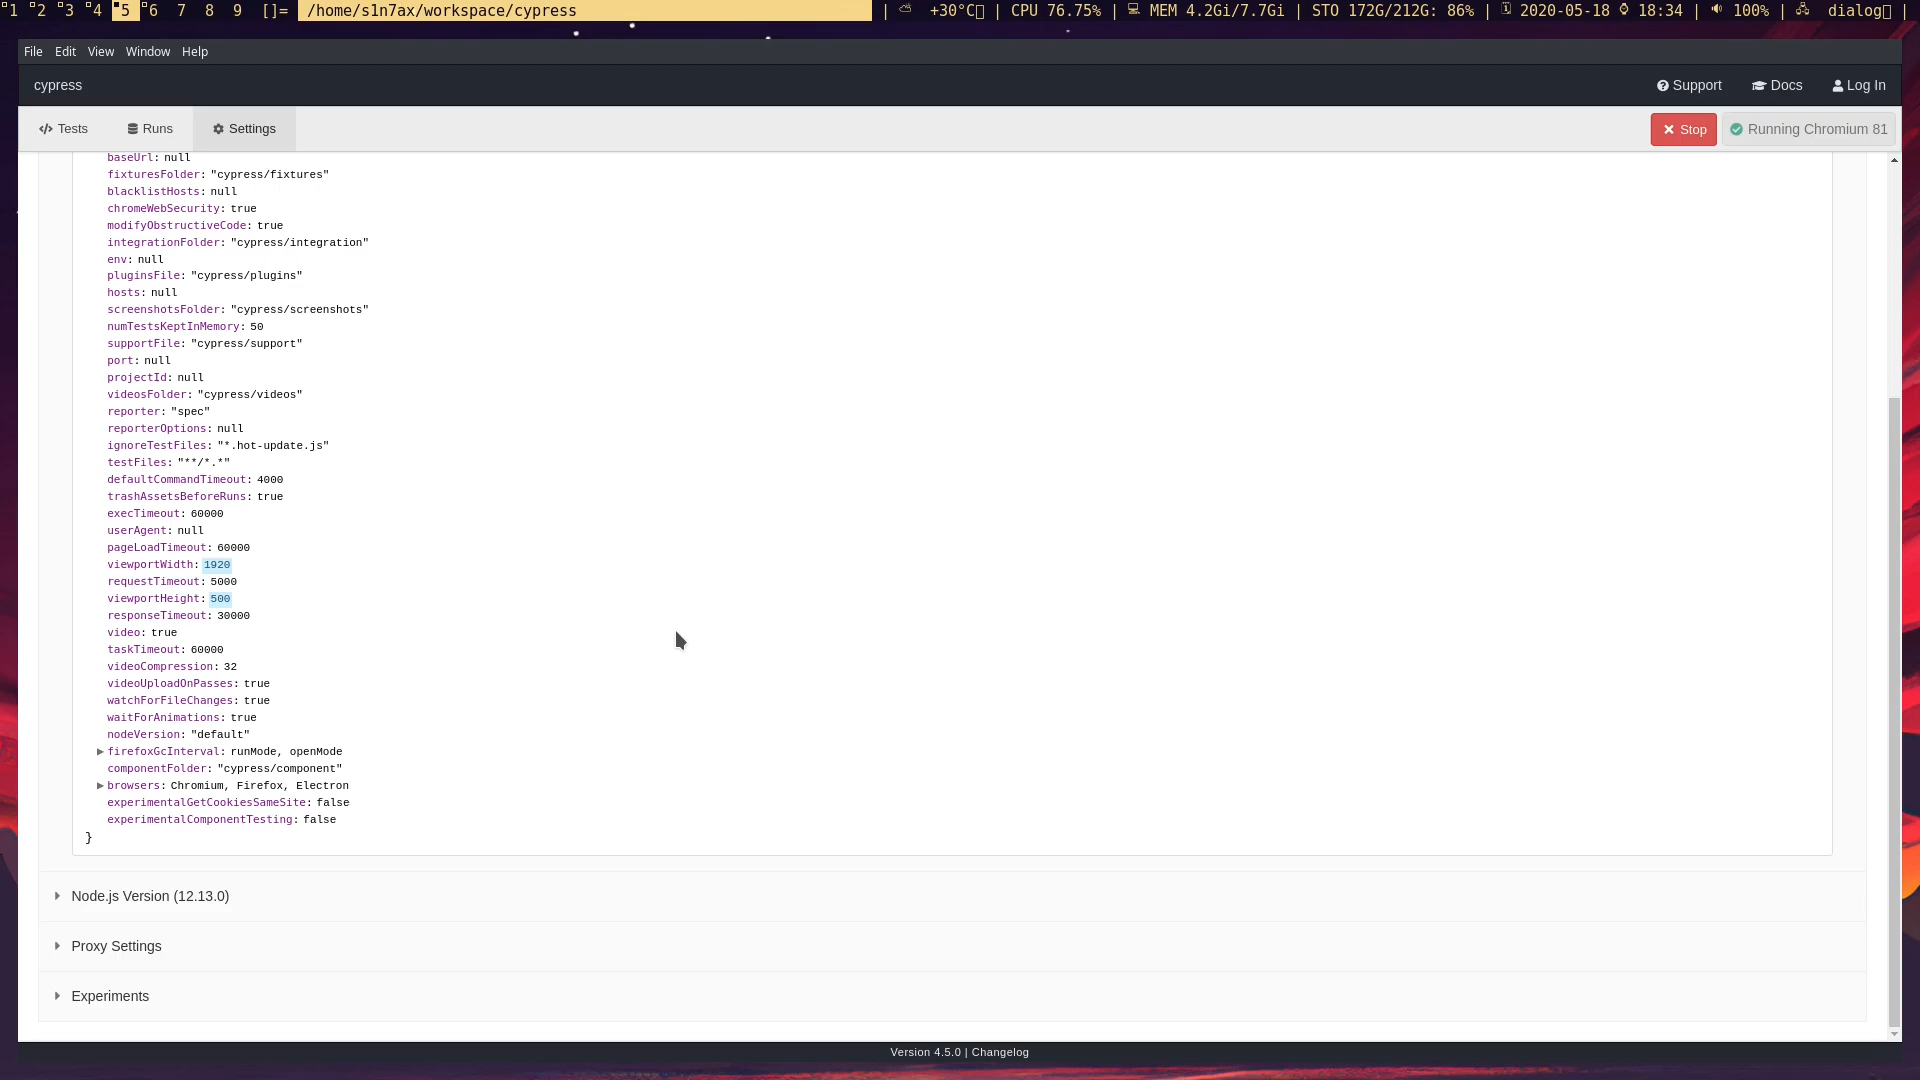 1 2 3 4 5 6 7 8 9 []= /home/s1n7ax/workspace/cypress | +30°C | CPU 76.75% | MEM 4.2Gi/7.7Gi | STO 172G/212G: 86% | 2020-05-18 18:34 | 100% | dialog |
File Edit View Window Help
cypress Support Docs Log In
</> Tests Runs Settings Stop Running Chromium 81
baseUrl: null
fixturesFolder: "cypress/fixtures"
blacklistHosts: null
chromeWebSecurity: true
modifyObstructiveCode: true
integrationFolder: "cypress/integration"
env: null
pluginsFile: "cypress/plugins"
hosts: null
screenshotsFolder: "cypress/screenshots"
numTestsKeptInMemory: 50
supportFile: "cypress/support"
port: null
projectId: null
videosFolder: "cypress/videos"
reporter: "spec"
reporterOptions: null
ignoreTestFiles: "*.hot-update.js"
testFiles: "**/*.*"
defaultCommandTimeout: 4000
trashAssetsBeforeRuns: true
execTimeout: 60000
userAgent: null
pageLoadTimeout: 60000
viewportWidth: 1920
requestTimeout: 5000
viewportHeight: 500
responseTimeout: 30000
video: true
taskTimeout: 60000
videoCompression: 32
videoUploadOnPasses: true
watchForFileChanges: true
waitForAnimations: true
nodeVersion: "default"
firefoxGcInterval: runMode, openMode
componentFolder: "cypress/component"
browsers: Chromium, Firefox, Electron
experimentalGetCookiesSameSite: false
experimentalComponentTesting: false
}
Node.js Version (12.13.0)
Proxy Settings
Experiments
Version 4.5.0 | Changelog